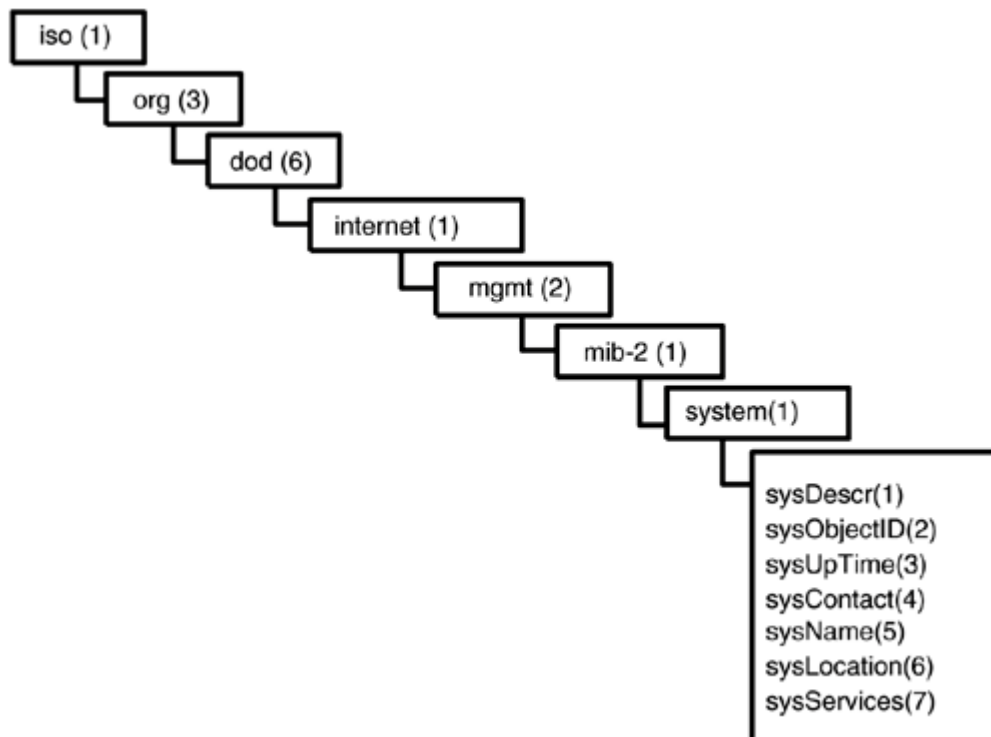 iso (1)
org (3)
dod (6)
internet (1)
mgmt (2)
mib-2 (1)
system(1)
sysDescr(1)
sysObjectID(2)
sysUpTime(3)
sysContact(4)
sysName(5)
sysLocation(6)
sysServices(7)